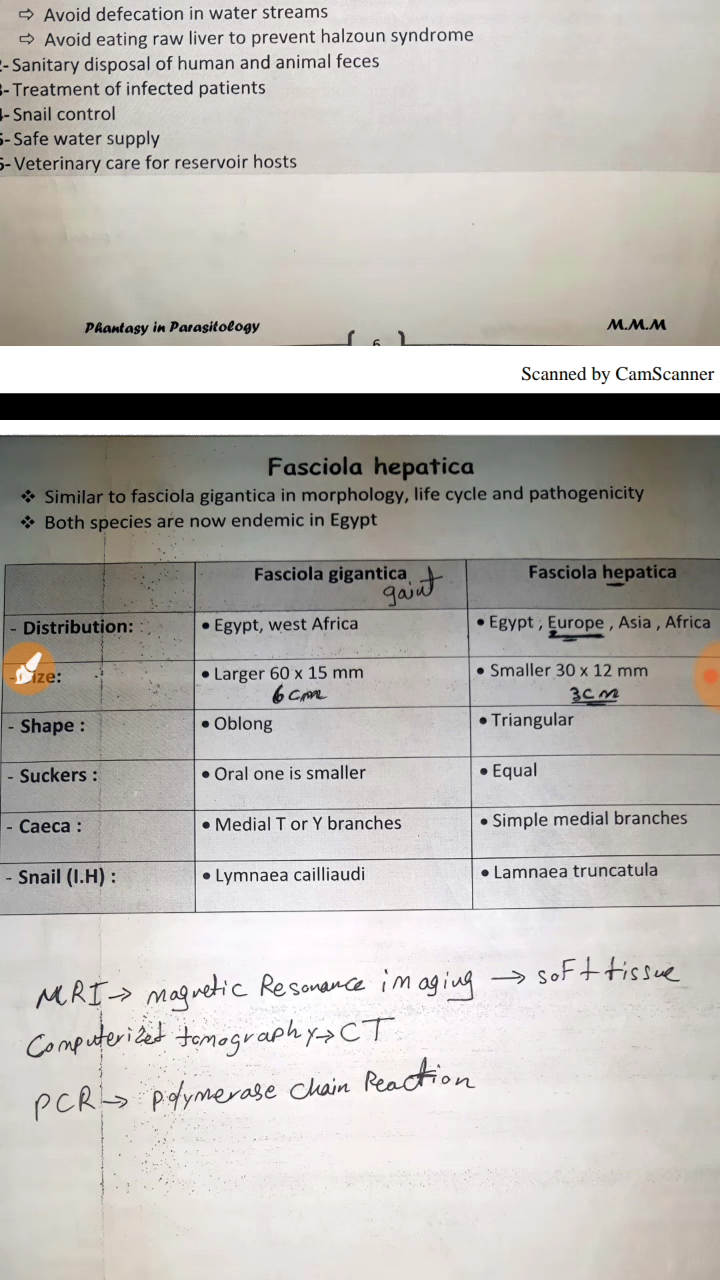 ⇨ Avoid defecation in water streams
⇨ Avoid eating raw liver to prevent halzoun syndrome
2- Sanitary disposal of human and animal feces
3- Treatment of infected patients
4- Snail control
5- Safe water supply
6- Veterinary care for reservoir hosts
Phantasy in Parasitology
6
M.M.M
Scanned by CamScanner
Fasciola hepatica
❖ Similar to fasciola gigantica in morphology, life cycle and pathogenicity
❖ Both species are now endemic in Egypt
Fasciola gigantica Fasciola hepatica
gaint
- Distribution: • Egypt, west Africa • Egypt , Europe , Asia , Africa
ize: • Larger 60 x 15 mm • Smaller 30 x 12 mm
6 cm 3cm
- Shape : • Oblong • Triangular
- Suckers : • Oral one is smaller • Equal
- Caeca : • Medial T or Y branches • Simple medial branches
- Snail (I.H) : • Lymnaea cailliaudi • Lamnaea truncatula
MRI → magnetic Resonance imaging → soft tissue
Computerized tomography → CT
PCR → polymerase chain Reaction